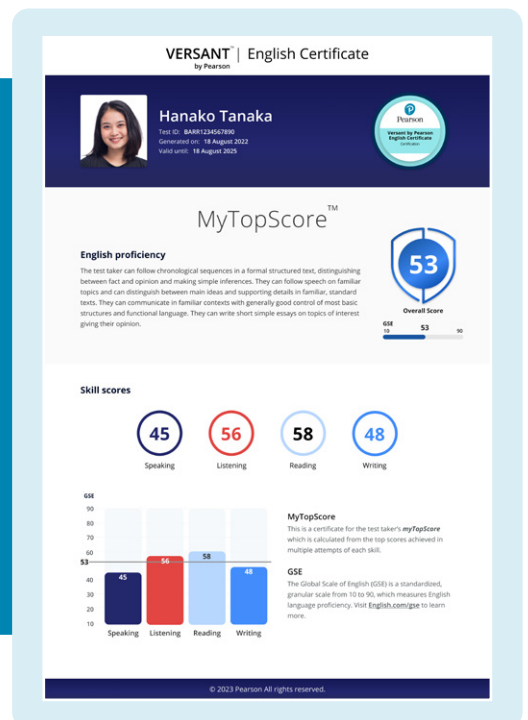 VERSANT™ | English Certificate
by Pearson
Hanako Tanaka
Test ID: BARR1234567890
Generated on: 18 August 2022
Valid until: 18 August 2025
Pearson
Versant by Pearson
English Certificate
Certification
MyTopScore™
English proficiency
The test taker can follow chronological sequences in a formal structured text, distinguishing
between fact and opinion and making simple inferences. They can follow speech on familiar
topics and can distinguish between main ideas and supporting details in familiar, standard
texts. They can communicate in familiar contexts with generally good control of most basic
structures and functional language. They can write short simple essays on topics of interest
giving their opinion.
53
Overall Score
GSE
10 53 90
Skill scores
45 56 58 48
Speaking Listening Reading Writing
GSE
90
80
70
60
53
40
30
20
10
45 56 58 48
Speaking Listening Reading Writing
MyTopScore
This is a certificate for the test taker's myTopScore
which is calculated from the top scores achieved in
multiple attempts of each skill.
GSE
The Global Scale of English (GSE) is a standardized,
granular scale from 10 to 90, which measures English
language proficiency. Visit English.com/gse to learn
more.
© 2023 Pearson All rights reserved.